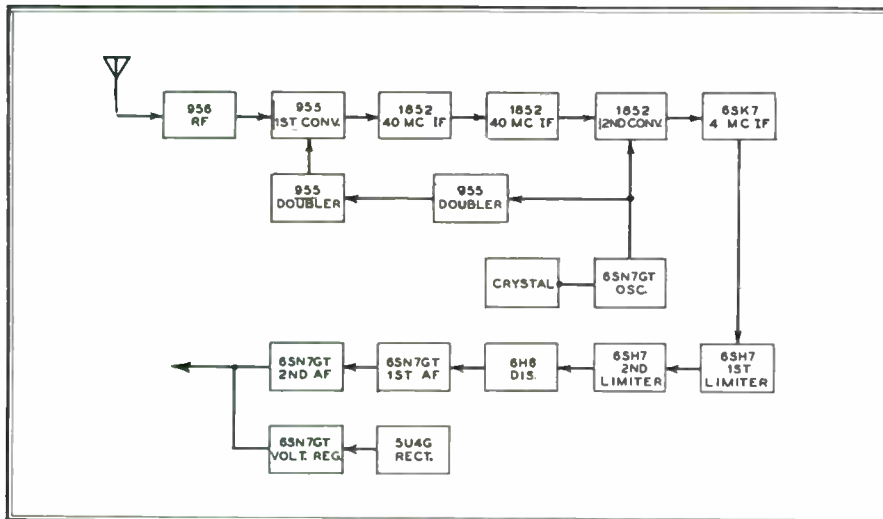 956
RF
955
1ST CONV.
1852
40 MC IF
1852
40 MC IF
1852
2ND CONV.
6SK7
4 MC IF
955
DOUBLER
955
DOUBLER
CRYSTAL
6SN7GT
OSC.
6SN7GT
2ND AF
6SN7GT
1ST AF
6H6
DIS.
6SH7
2ND
LIMITER
6SH7
1ST
LIMITER
6SN7GT
VOLT. REG.
5U4G
RECT.